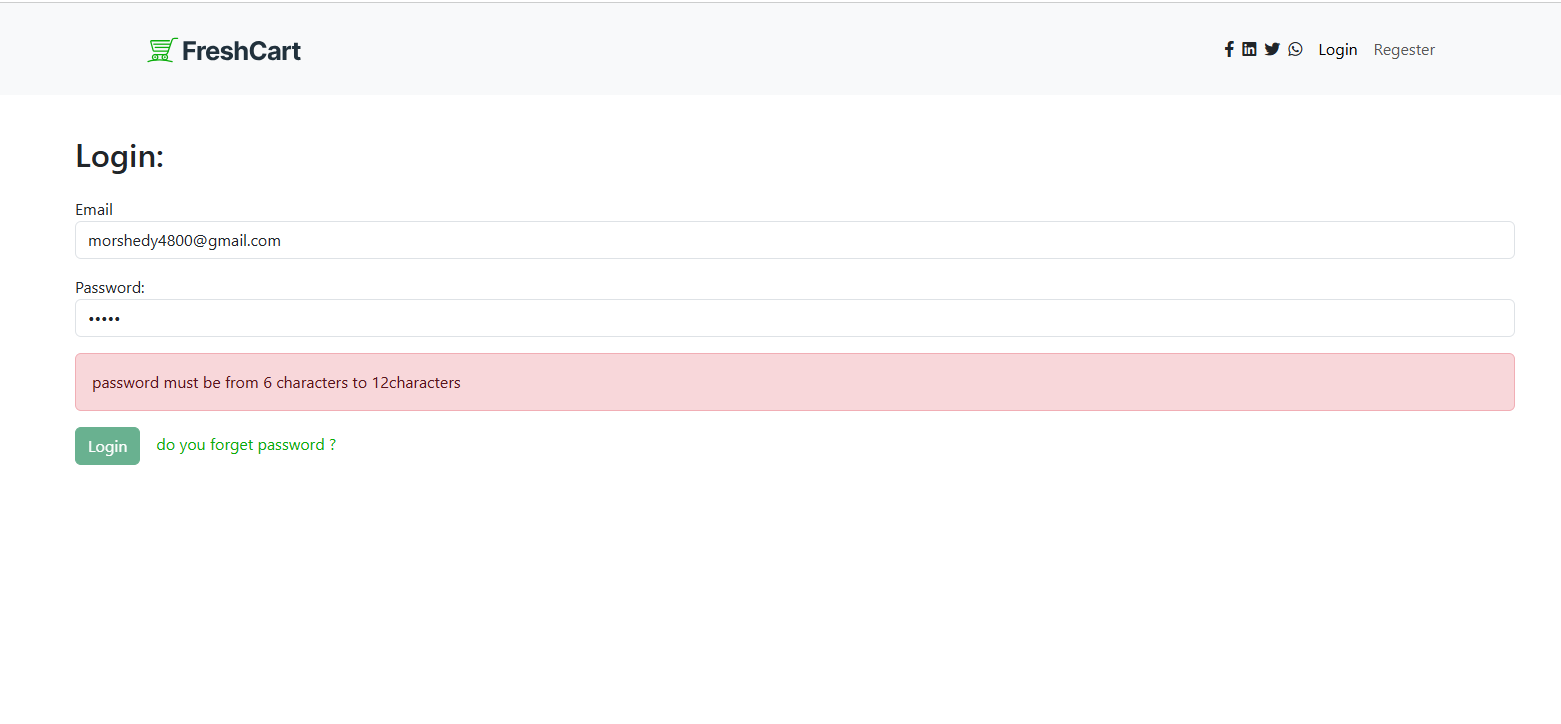 FreshCart
Login Regester
Login:
Email
morshedy4800@gmail.com
Password:
•••••
password must be from 6 characters to 12characters
Login do you forget password ?